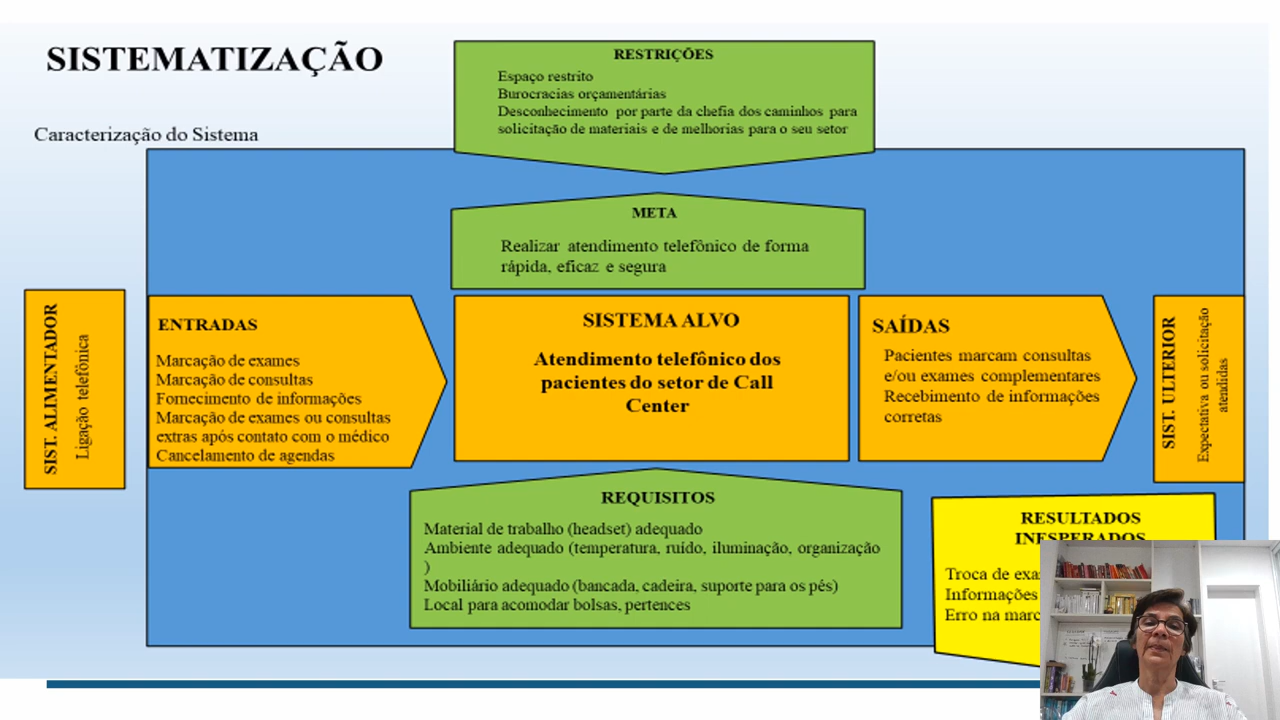 SISTEMATIZAÇÃO
Caracterização do Sistema
RESTRIÇÕES
Espaço restrito
Burocracias orçamentárias
Desconhecimento por parte da chefia dos caminhos para
solicitação de materiais e de melhorias para o seu setor
META
Realizar atendimento telefônico de forma
rápida, eficaz e segura
SIST. ALIMENTADOR
Ligação telefônica
ENTRADAS
Marcação de exames
Marcação de consultas
Fornecimento de informações
Marcação de exames ou consultas
extras após contato com o médico
Cancelamento de agendas
SISTEMA ALVO
Atendimento telefônico dos
pacientes do setor de Call
Center
SAÍDAS
Pacientes marcam consultas
e/ou exames complementares
Recebimento de informações
corretas
SIST. ULTERIOR
Expectativa ou solicitação
atendidas
REQUISITOS
Material de trabalho (headset) adequado
Ambiente adequado (temperatura, ruído, iluminação, organização
)
Mobiliário adequado (bancada, cadeira, suporte para os pés)
Local para acomodar bolsas, pertences
RESULTADOS
INESPERADOS
Troca de
Informações
Erro na